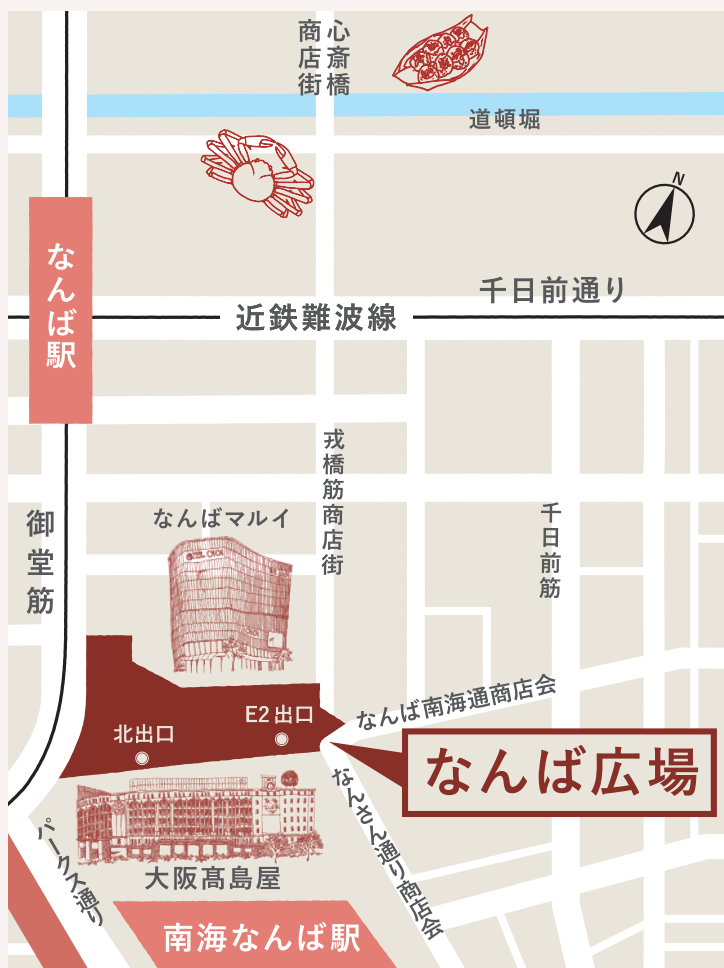 心斎橋
商店街
道頓堀
N
千日前通り
近鉄難波線
なんば駅
戎橋筋商店街
御堂筋
なんばマルイ
千日前筋
なんば南海通商店会
E2出口
北出口
なんば広場
なんさん通り商店会
パークス通り
大阪髙島屋
南海なんば駅